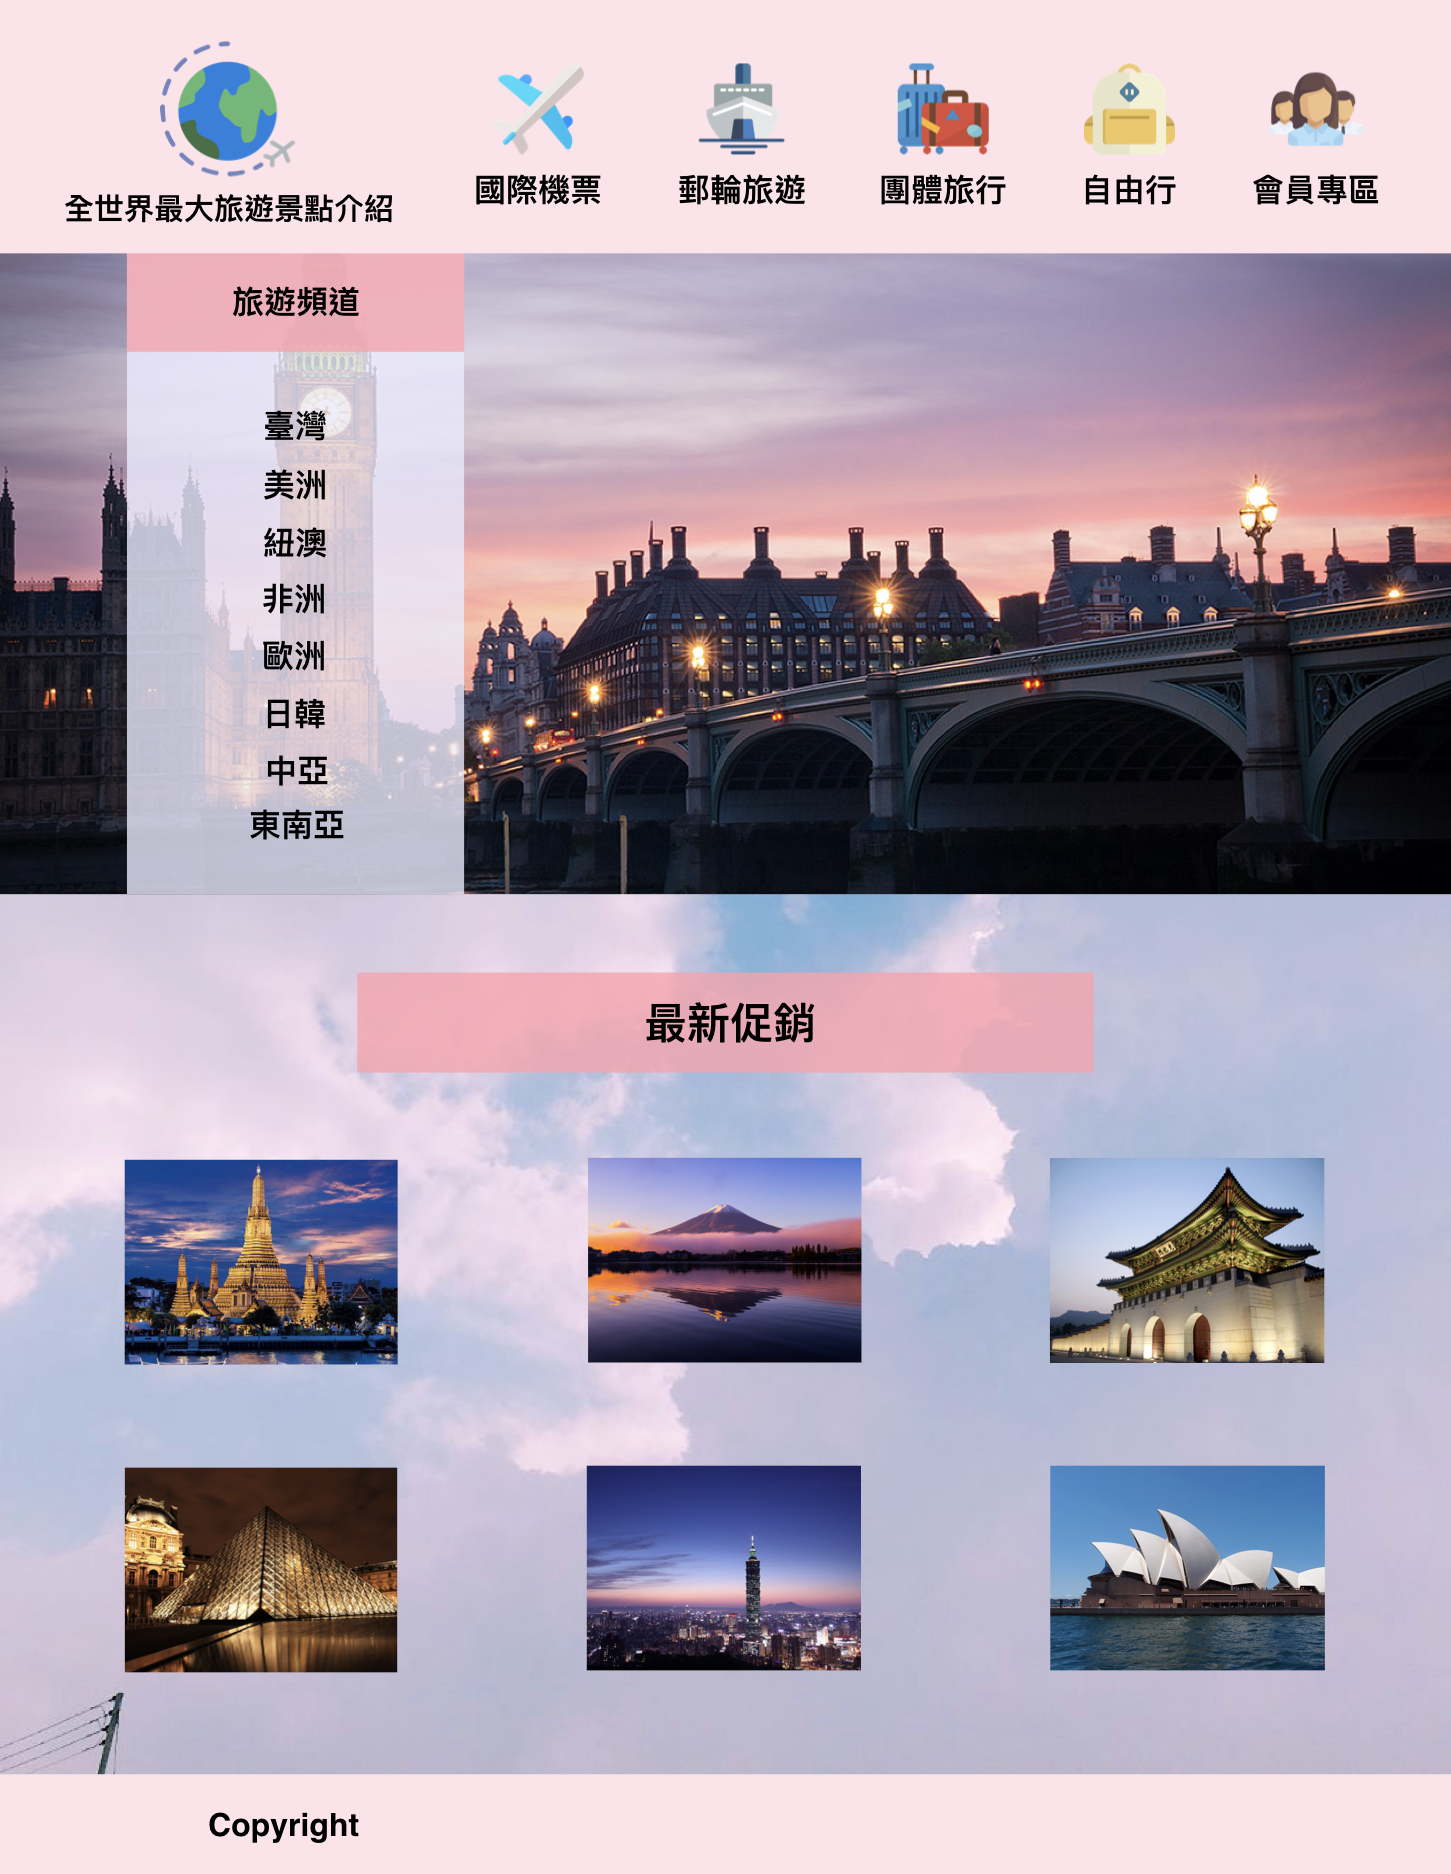 全世界最大旅遊景點介紹
國際機票
郵輪旅遊
團體旅行
自由行
會員專區
旅遊頻道
臺灣
美洲
紐澳
非洲
歐洲
日韓
中亞
東南亞
最新促銷
Copyright